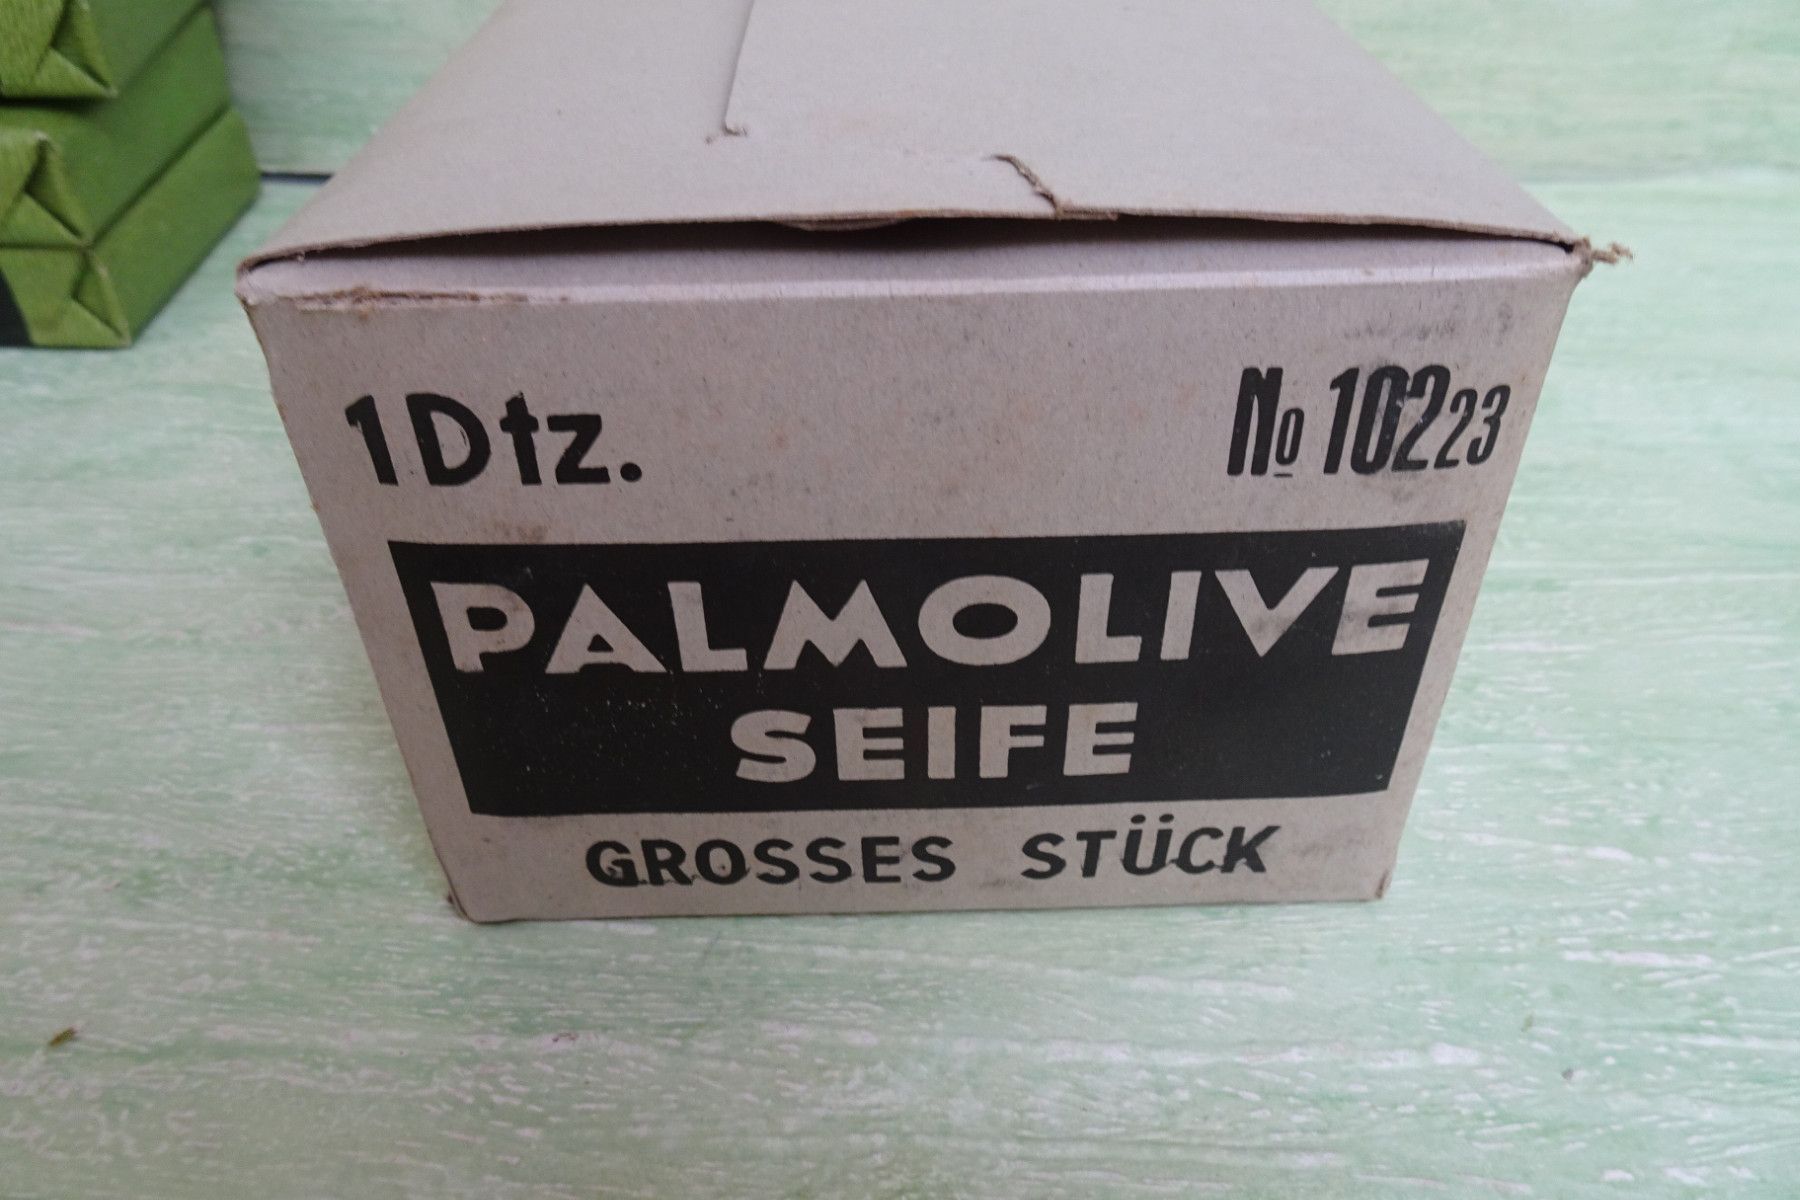 1 Dtz. No 10223
PALMOLIVE
SEIFE
GROSSES STÜCK